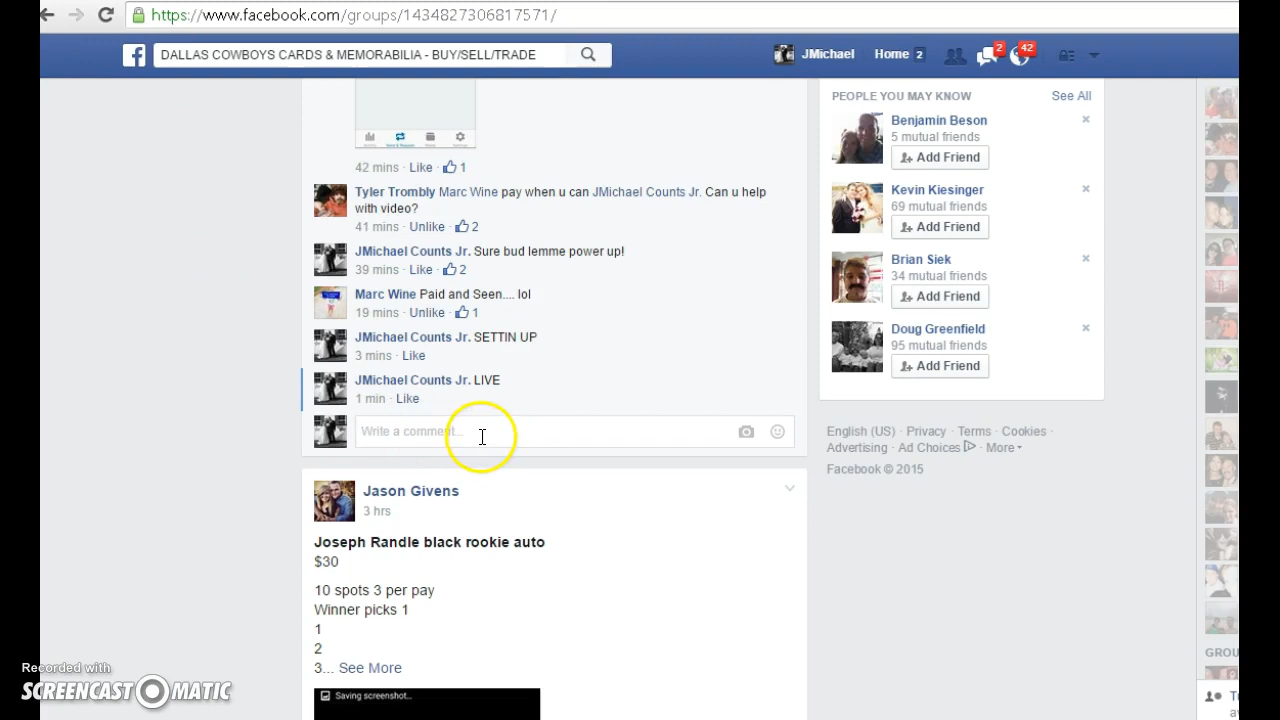 https://www.facebook.com/groups/1434827306817571/
DALLAS COWBOYS CARDS & MEMORABILIA - BUY/SELL/TRADE
JMichael
Home 2
2
42
42 mins · Like · 1
Tyler Trombly Marc Wine pay when u can JMichael Counts Jr. Can u help
with video?
41 mins · Unlike · 2
JMichael Counts Jr. Sure bud lemme power up!
39 mins · Like · 2
Marc Wine Paid and Seen.... lol
19 mins · Unlike · 1
JMichael Counts Jr. SETTIN UP
3 mins · Like
JMichael Counts Jr. LIVE
1 min · Like
Write a comment...
Jason Givens
3 hrs
Joseph Randle black rookie auto
$30
10 spots 3 per pay
Winner picks 1
1
2
3... See More
Saving screenshot...
PEOPLE YOU MAY KNOW
See All
Benjamin Beson
5 mutual friends
Add Friend
Kevin Kiesinger
69 mutual friends
Add Friend
Brian Siek
34 mutual friends
Add Friend
Doug Greenfield
95 mutual friends
Add Friend
English (US) · Privacy · Terms · Cookies ·
Advertising · Ad Choices · More
Facebook © 2015
GROU
Recorded with
SCREENCAST MATIC